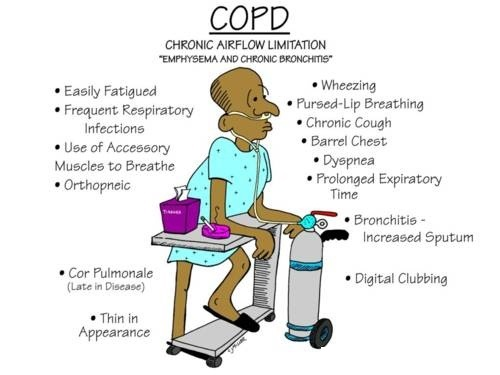 COPD
CHRONIC AIRFLOW LIMITATION
"EMPHYSEMA AND CHRONIC BRONCHITIS"
• Easily Fatigued
• Frequent Respiratory
Infections
• Use of Accessory
Muscles to Breathe
• Orthopneic
• Cor Pulmonale
(Late in Disease)
• Thin in
Appearance
• Wheezing
• Pursed-Lip Breathing
• Chronic Cough
• Barrel Chest
• Dyspnea
• Prolonged Expiratory
Time
• Bronchitis -
Increased Sputum
• Digital Clubbing
TISSUES